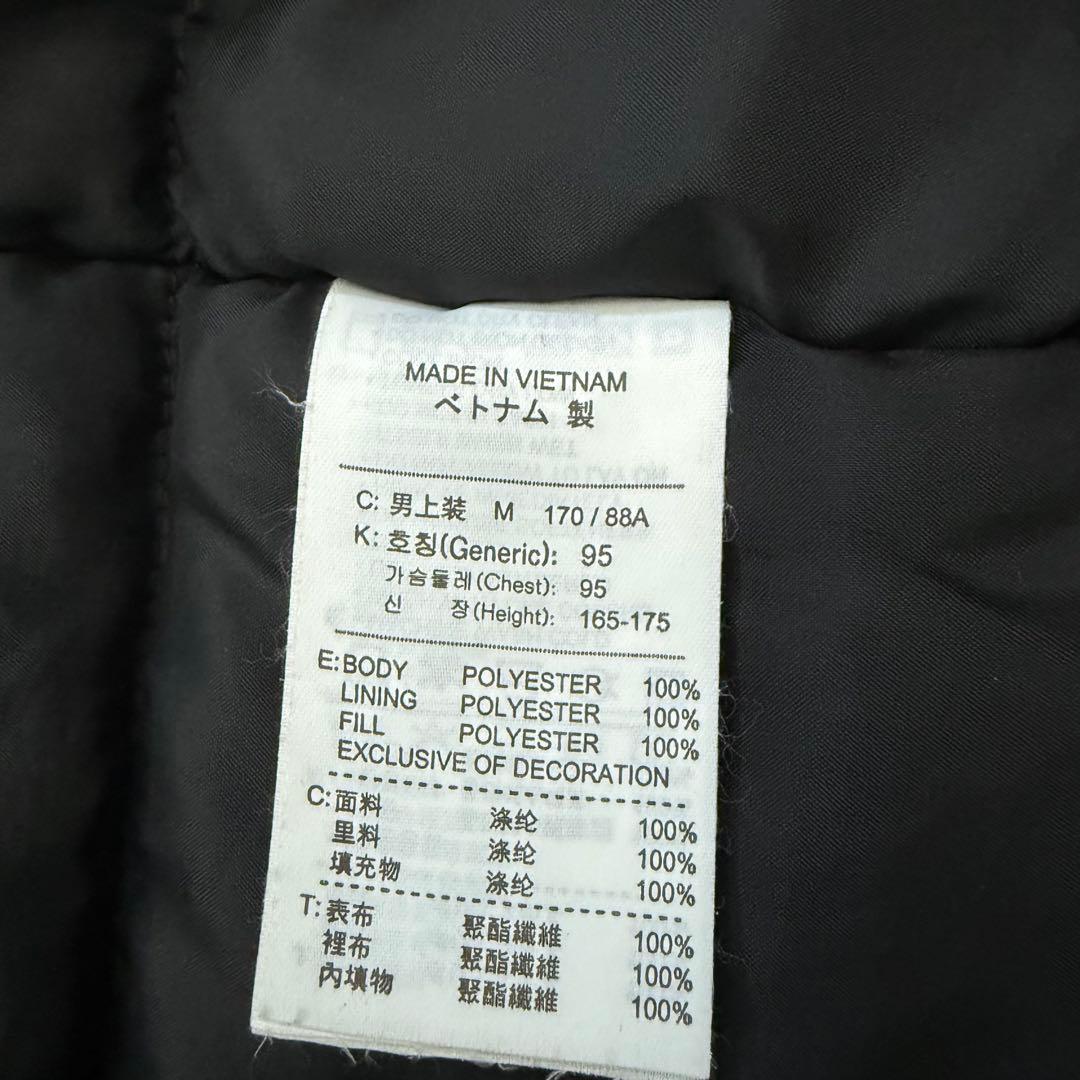 MADE IN VIETNAM
ベトナム 製
C: 男上装 M 170 / 88A
K: 호칭(Generic): 95
가슴둘레(Chest): 95
신 장(Height): 165-175
E: BODY POLYESTER 100%
LINING POLYESTER 100%
FILL POLYESTER 100%
EXCLUSIVE OF DECORATION
C: 面料 涤纶 100%
里料 涤纶 100%
填充物 涤纶 100%
T: 表布 聚酯纖維 100%
裡布 聚酯纖維 100%
內填物 聚酯纖維 100%